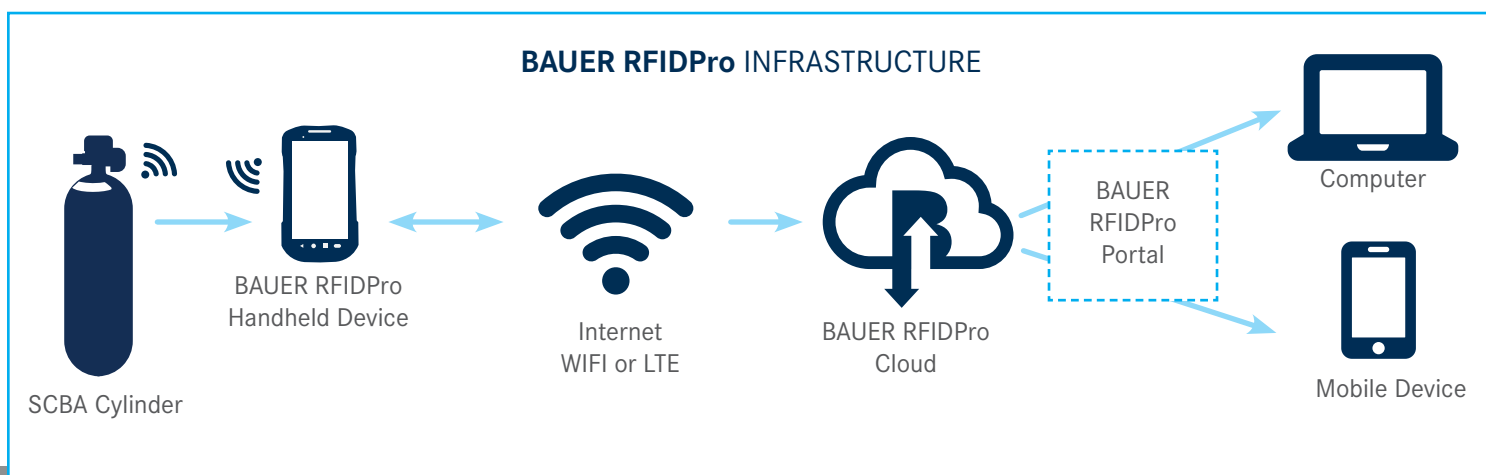 BAUER RFIDPro INFRASTRUCTURE
SCBA Cylinder
BAUER RFIDPro
Handheld Device
Internet
WIFI or LTE
B
BAUER RFIDPro
Cloud
BAUER
RFIDPro
Portal
Computer
Mobile Device